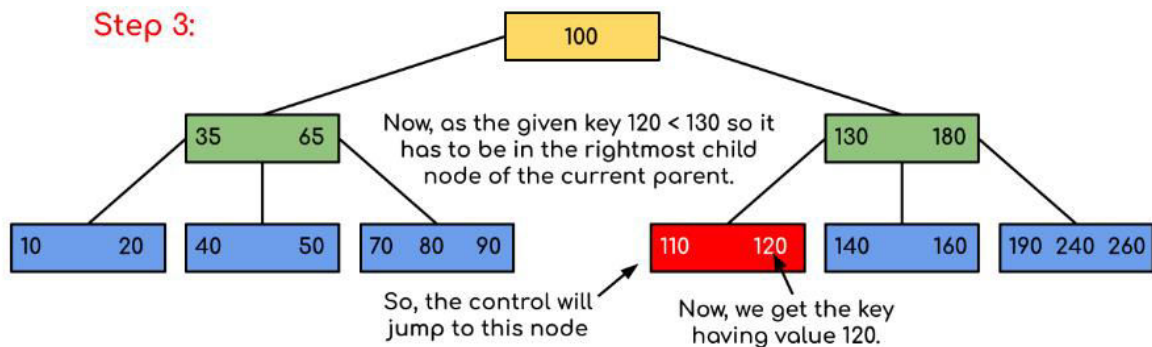 Step 3:
100
35 65
Now, as the given key 120 < 130 so it
has to be in the rightmost child
node of the current parent.
130 180
10 20
40 50
70 80 90
110 120
140 160
190 240 260
So, the control will
jump to this node
Now, we get the key
having value 120.